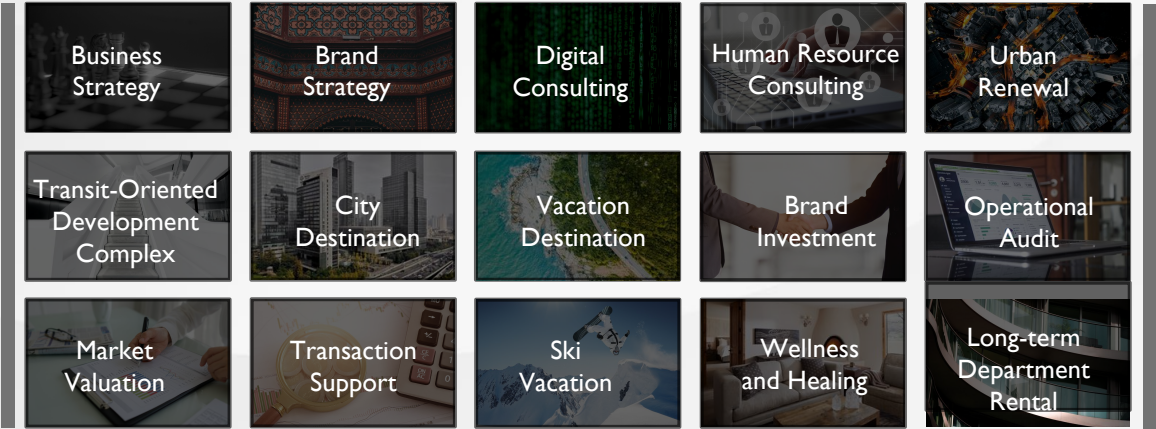 Business
Strategy
Brand
Strategy
Digital
Consulting
Human Resource
Consulting
Urban
Renewal
Transit-Oriented
Development
Complex
City
Destination
Vacation
Destination
Brand
Investment
Operational
Audit
Market
Valuation
Transaction
Support
Ski
Vacation
Wellness
and Healing
Long-term
Department
Rental